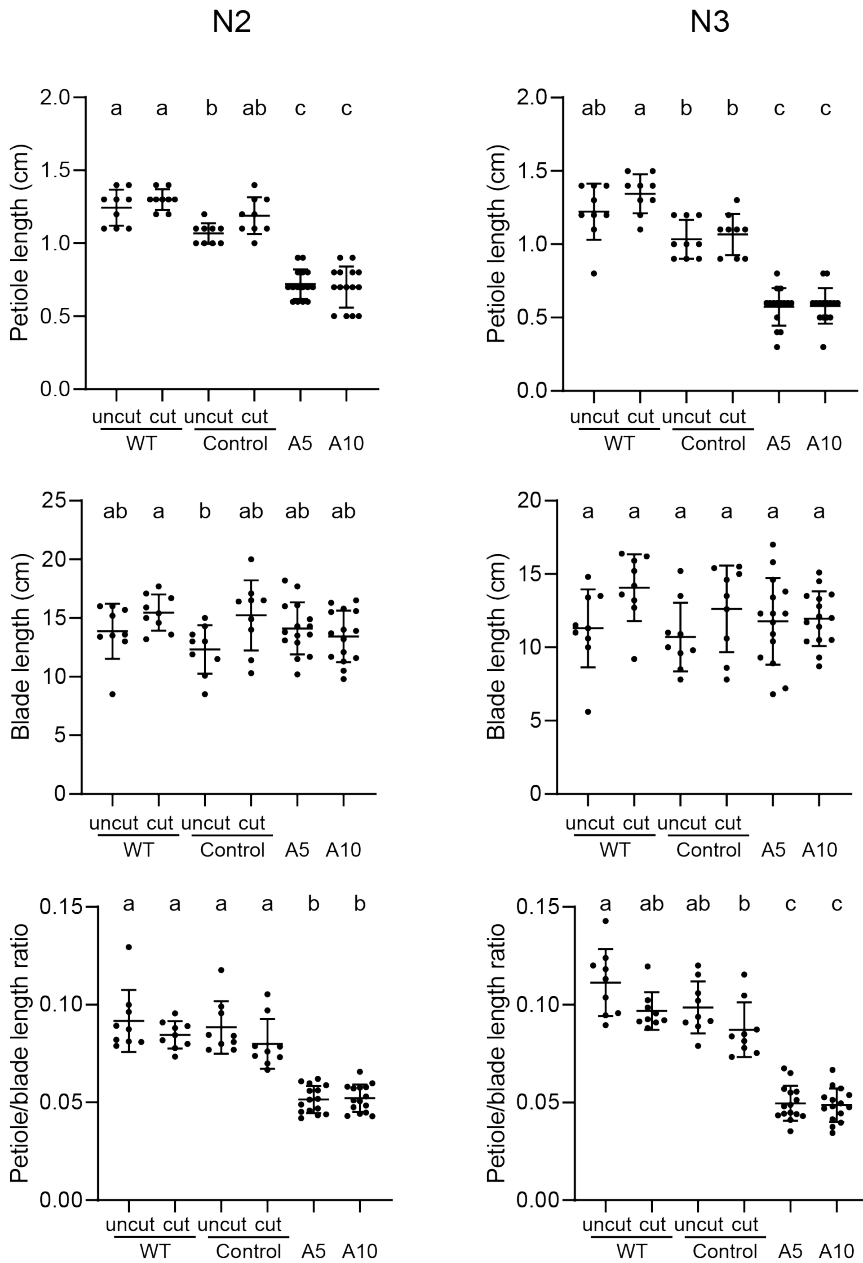 N2
N3
Petiole length (cm)
2.0
1.5
1.0
0.5
0.0
a a b ab c c
uncut cut uncut cut
WT Control A5 A10
Petiole length (cm)
2.0
1.5
1.0
0.5
0.0
ab a b b c c
uncut cut uncut cut
WT Control A5 A10
Blade length (cm)
25
20
15
10
5
0
ab a b ab ab ab
uncut cut uncut cut
WT Control A5 A10
Blade length (cm)
20
15
10
5
0
a a a a a a
uncut cut uncut cut
WT Control A5 A10
Petiole/blade length ratio
0.15
0.10
0.05
0.00
a a a a b b
uncut cut uncut cut
WT Control A5 A10
Petiole/blade length ratio
0.15
0.10
0.05
0.00
a ab ab b c c
uncut cut uncut cut
WT Control A5 A10